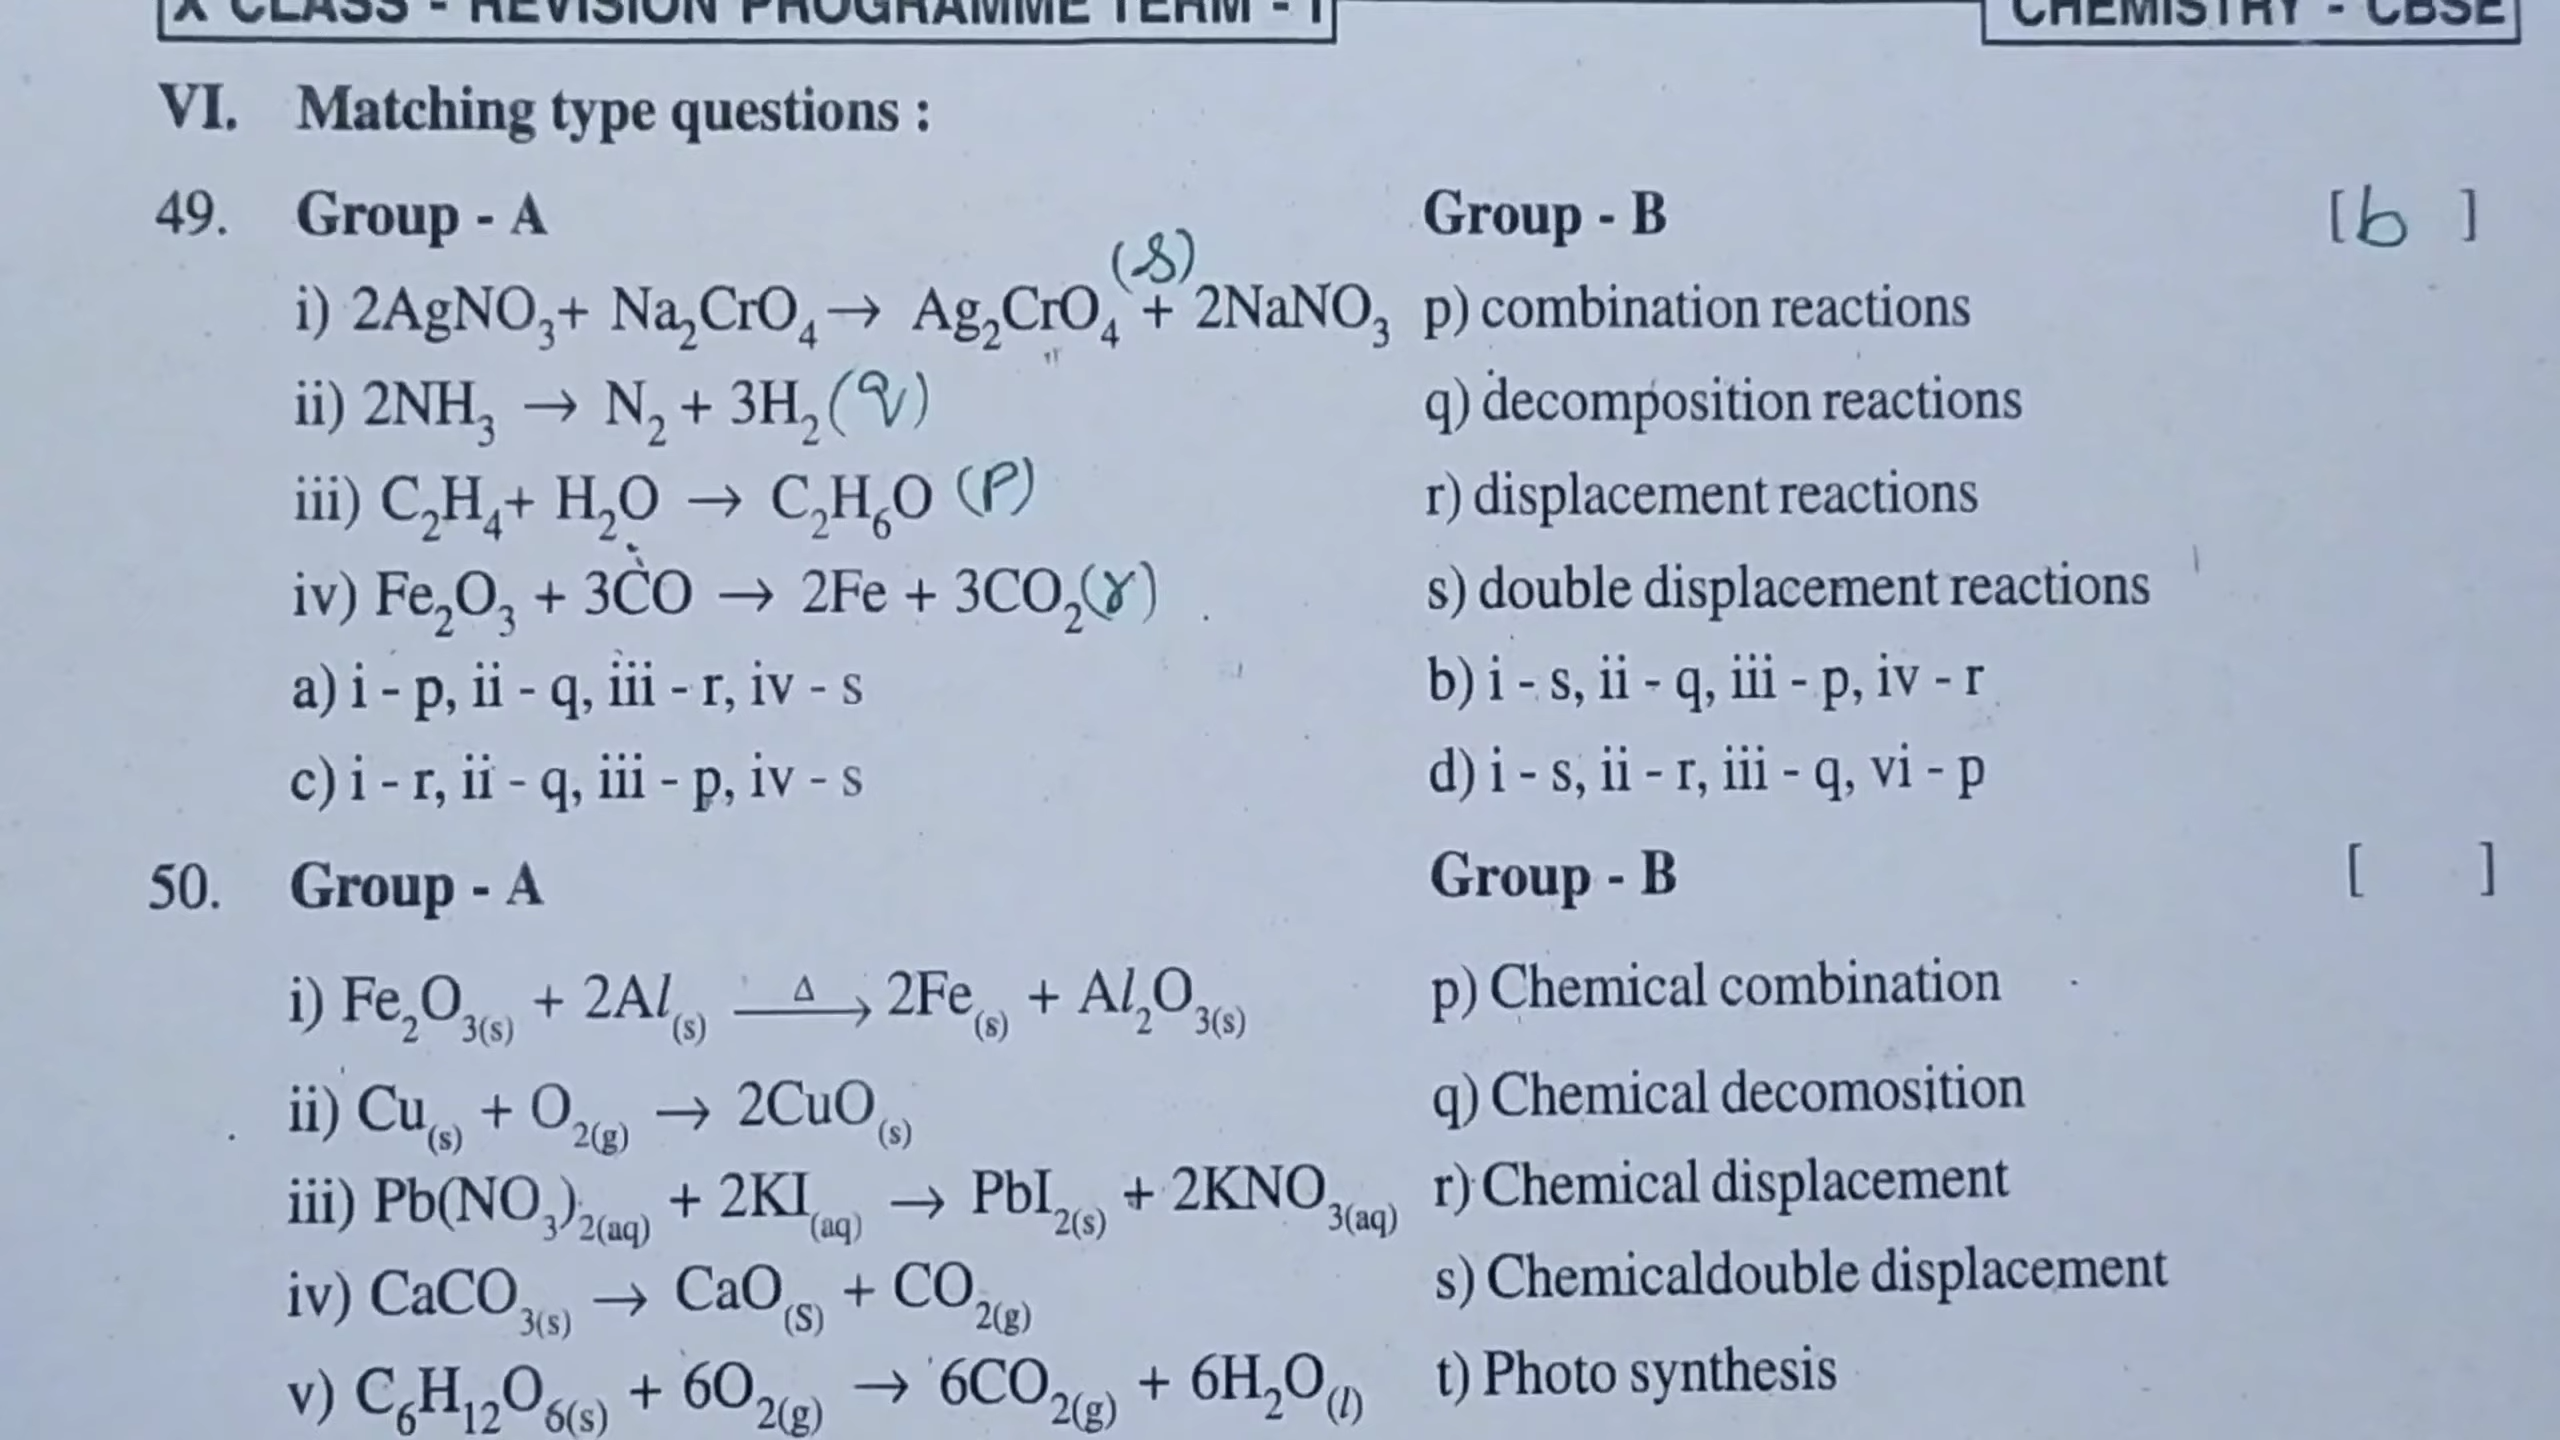 X CLASS - REVISION PROGRAMME TERM - I CHEMISTRY - CBSE
VI. Matching type questions :
49. Group - A Group - B [b ]
i) 2AgNO₃+ Na₂CrO₄→ Ag₂CrO₄ + 2NaNO₃ (s) p) combination reactions
ii) 2NH₃ → N₂ + 3H₂ (q) q) decomposition reactions
iii) C₂H₄+ H₂O → C₂H₆O (P) r) displacement reactions
iv) Fe₂O₃ + 3CO → 2Fe + 3CO₂ (r) s) double displacement reactions
a) i - p, ii - q, iii - r, iv - s b) i - s, ii - q, iii - p, iv - r
c) i - r, ii - q, iii - p, iv - s d) i - s, ii - r, iii - q, vi - p
50. Group - A Group - B [ ]
i) Fe₂O₃(s) + 2Al(s) —Δ→ 2Fe(s) + Al₂O₃(s) p) Chemical combination
ii) Cu(s) + O₂(g) → 2CuO(s) q) Chemical decomosition
iii) Pb(NO₃)₂(aq) + 2KI(aq) → PbI₂(s) + 2KNO₃(aq) r) Chemical displacement
iv) CaCO₃(s) → CaO(S) + CO₂(g) s) Chemicaldouble displacement
v) C₆H₁₂O₆(s) + 6O₂(g) → 6CO₂(g) + 6H₂O(l) t) Photo synthesis